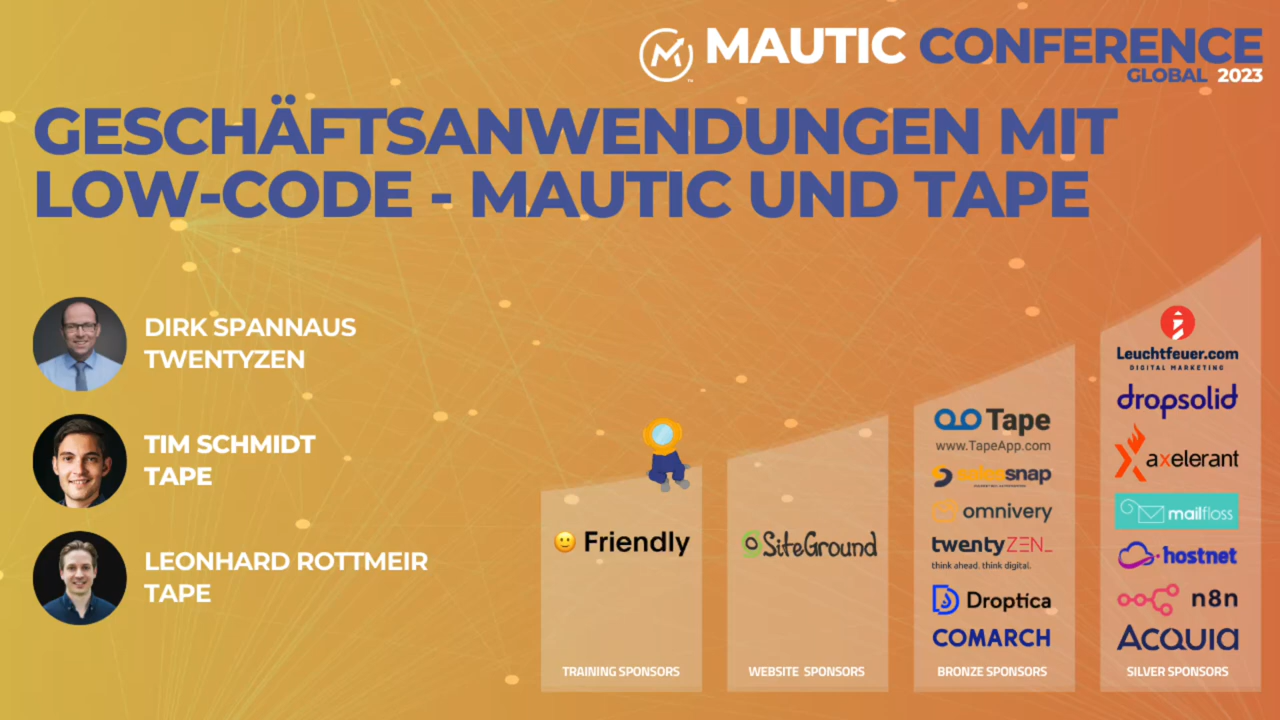 MAUTIC CONFERENCE
GLOBAL 2023
GESCHÄFTSANWENDUNGEN MIT
LOW-CODE - MAUTIC UND TAPE
DIRK SPANNAUS
TWENTYZEN
TIM SCHMIDT
TAPE
LEONHARD ROTTMEIR
TAPE
Friendly
TRAINING SPONSORS
SiteGround
WEBSITE SPONSORS
Tape
www.TapeApp.com
salessnap
omnivery
twentyZEN_
think ahead. think digital.
Droptica
COMARCH
BRONZE SPONSORS
Leuchtfeuer.com
DIGITAL MARKETING
dropsolid
axelerant
mailfloss
hostnet
n8n
ACQUIA
SILVER SPONSORS